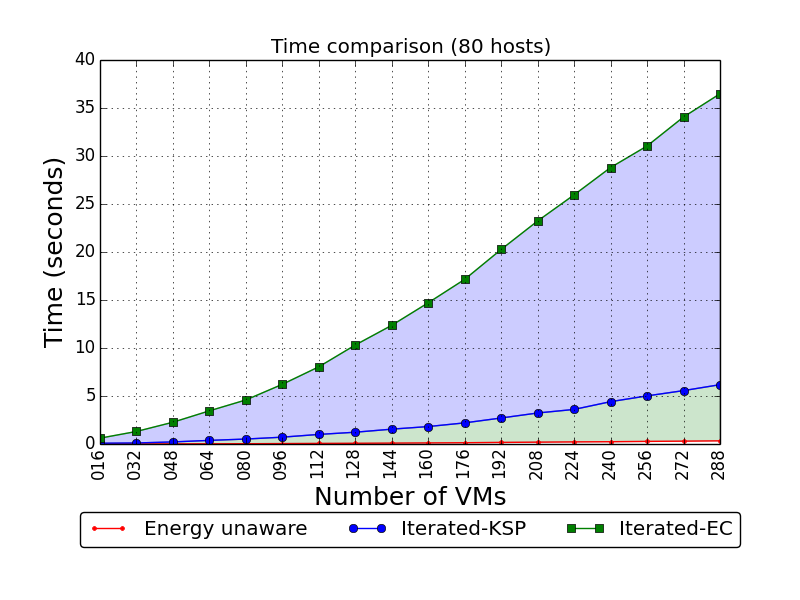 Time comparison (80 hosts)
40
35
30
25
20
15
10
5
0
Time (seconds)
016 032 048 064 080 096 112 128 144 160 176 192 208 224 240 256 272 288
Number of VMs
Energy unaware Iterated-KSP Iterated-EC